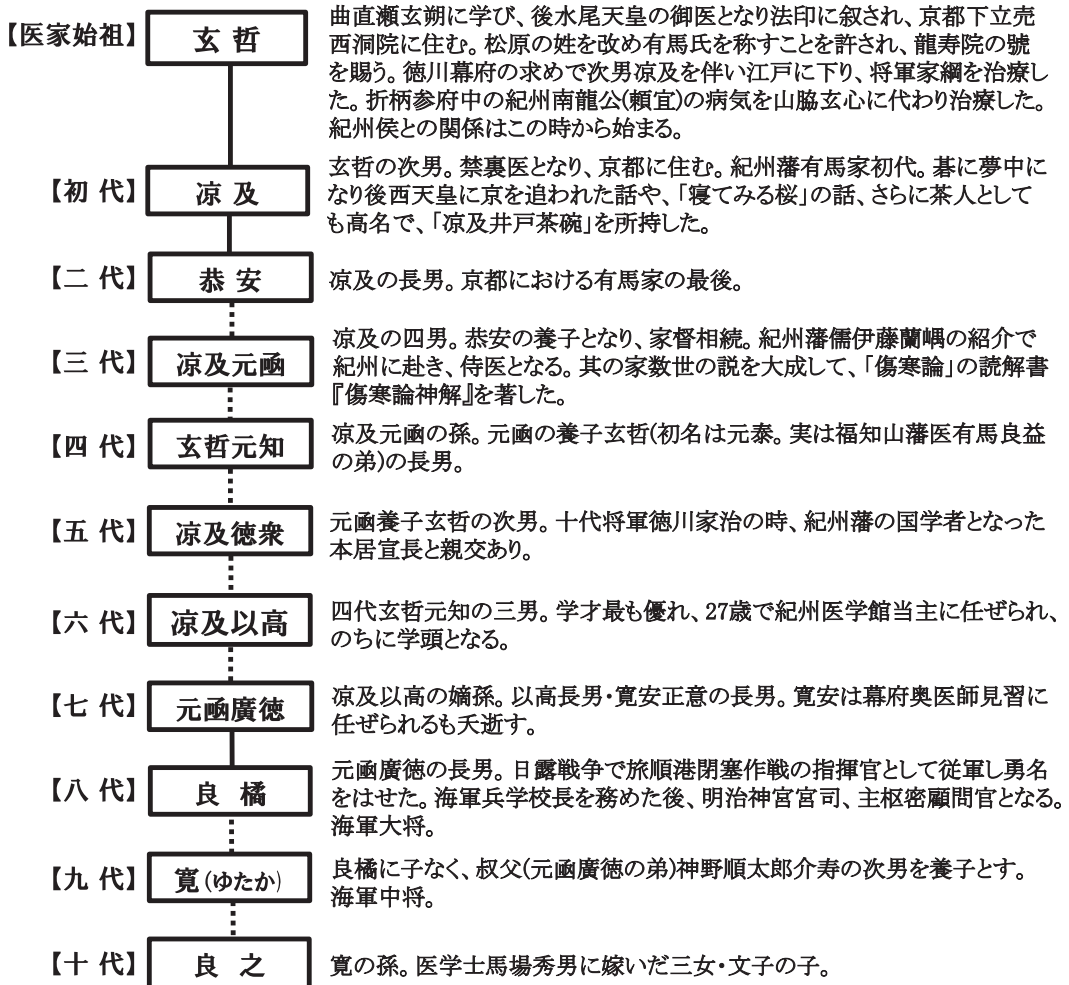 【医家始祖】 玄 哲
曲直瀬玄朔に学び、後水尾天皇の御医となり法印に叙され、京都下立売
西洞院に住む。松原の姓を改め有馬氏を称すことを許され、龍寿院の號
を賜う。徳川幕府の求めで次男凉及を伴い江戸に下り、将軍家綱を治療し
た。折柄参府中の紀州南龍公(頼宣)の病気を山脇玄心に代わり治療した。
紀州侯との関係はこの時から始まる。
【初 代】 凉 及
玄哲の次男。禁裏医となり、京都に住む。紀州藩有馬家初代。碁に夢中に
なり後西天皇に京を追われた話や、「寝てみる桜」の話、さらに茶人として
も高名で、「凉及井戸茶碗」を所持した。
【二 代】 恭 安
凉及の長男。京都における有馬家の最後。
【三 代】 凉及元凾
凉及の四男。恭安の養子となり、家督相続。紀州藩儒伊藤蘭嵎の紹介で
紀州に赴き、侍医となる。其の家数世の説を大成して、「傷寒論」の読解書
『傷寒論神解』を著した。
【四 代】 玄哲元知
凉及元凾の孫。元凾の養子玄哲(初名は元泰。実は福知山藩医有馬良益
の弟)の長男。
【五 代】 凉及徳衆
元凾養子玄哲の次男。十代将軍徳川家治の時、紀州藩の国学者となった
本居宣長と親交あり。
【六 代】 凉及以高
四代玄哲元知の三男。学才最も優れ、27歳で紀州医学館当主に任ぜられ、
のちに学頭となる。
【七 代】 元凾廣徳
凉及以高の嫡孫。以高長男・寛安正意の長男。寛安は幕府奥医師見習に
任ぜられるも夭逝す。
【八 代】 良 橘
元凾廣徳の長男。日露戦争で旅順港閉塞作戦の指揮官として従軍し勇名
をはせた。海軍兵学校長を務めた後、明治神宮宮司、主枢密顧問官となる。
海軍大将。
【九 代】 寛(ゆたか)
良橘に子なく、叔父(元凾廣徳の弟)神野順太郎介寿の次男を養子とす。
海軍中将。
【十 代】 良 之
寛の孫。医学士馬場秀男に嫁いだ三女・文子の子。